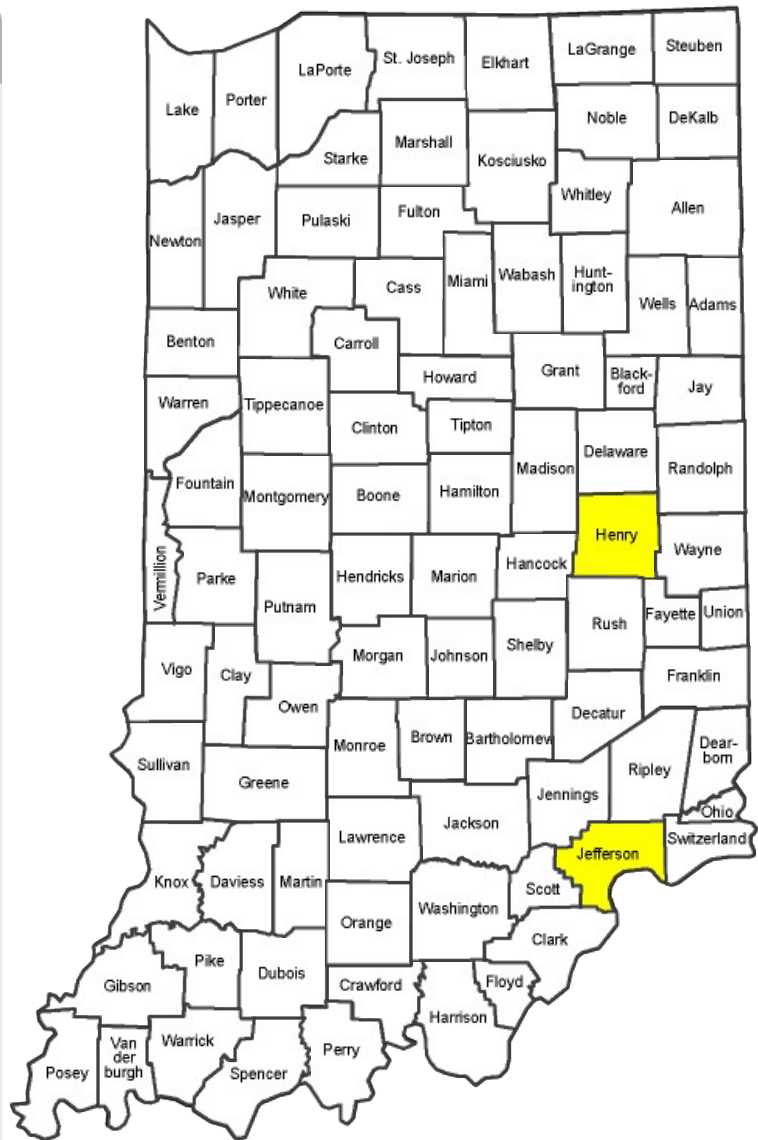 LaGrange
Steuben
St. Joseph
Elkhart
LaPorte
Porter
Lake
Noble
DeKalb
Marshall
Starke
Kosciusko
Whitley
Allen
Fulton
Jasper
Pulaski
Newton
Miami
Wabash
Hunt-
ington
Cass
White
Wells
Adams
Benton
Carroll
Grant
Howard
Black-
ford
Jay
Warren
Tippecanoe
Clinton
Tipton
Delaware
Madison
Randolph
Fountain
Montgomery
Boone
Hamilton
Henry
Wayne
Hancock
Vermillion
Parke
Hendricks
Marion
Putnam
Fayette
Union
Rush
Shelby
Morgan
Johnson
Vigo
Clay
Franklin
Owen
Decatur
Monroe
Brown
Bartholomew
Dear-
born
Sullivan
Ripley
Greene
Jennings
Ohio
Jackson
Lawrence
Switzerland
Jefferson
Knox
Daviess
Martin
Scott
Washington
Orange
Clark
Pike
Dubois
Gibson
Crawford
Floyd
Harrison
Warrick
Van
der
burgh
Perry
Posey
Spencer